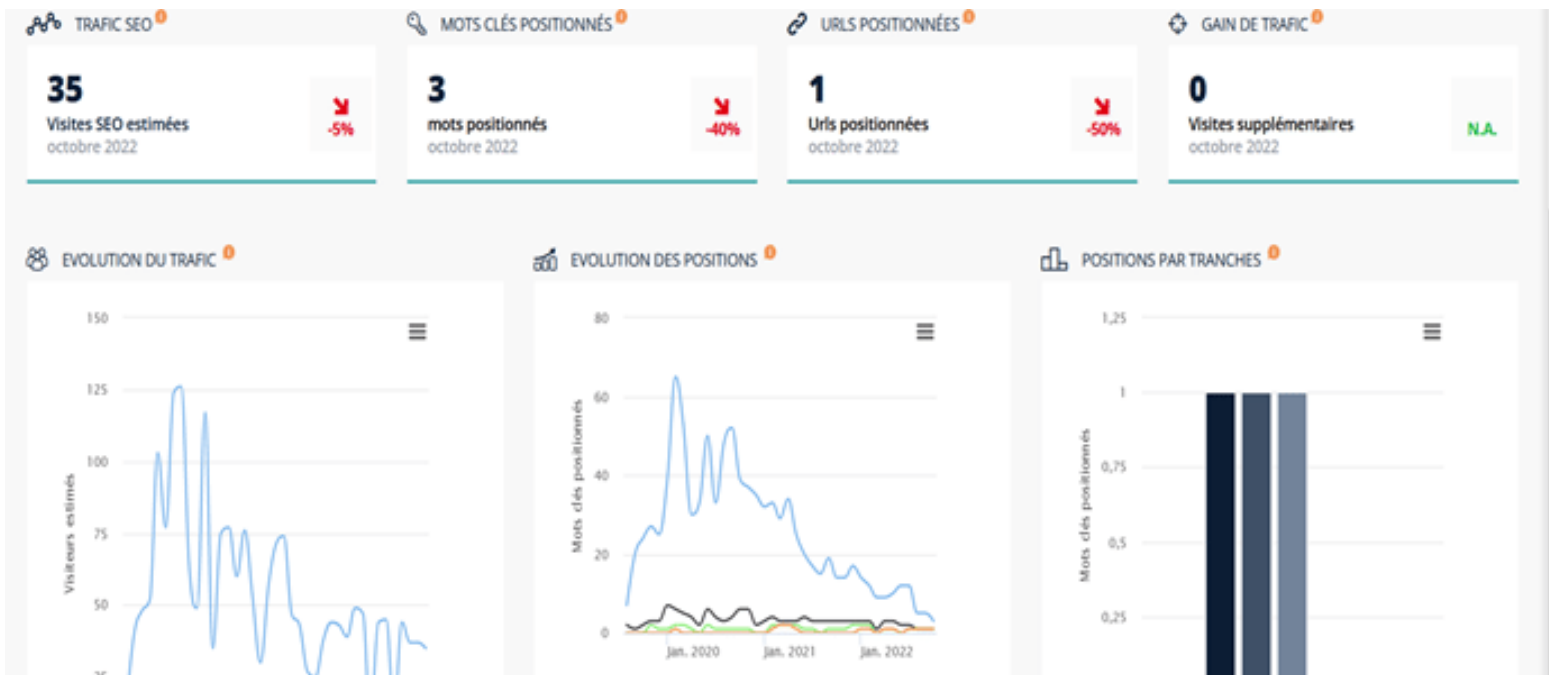 TRAFIC SEO
MOTS CLÉS POSITIONNÉS
URLS POSITIONNÉES
GAIN DE TRAFIC
35
Visites SEO estimées
octobre 2022
-5%
3
mots positionnés
octobre 2022
-40%
1
Urls positionnées
octobre 2022
-50%
0
Visites supplémentaires
octobre 2022
N.A.
EVOLUTION DU TRAFIC
150
125
100
75
50
Visiteurs estimés
EVOLUTION DES POSITIONS
80
60
40
20
0
Mots clés positionnés
Jan. 2020
Jan. 2021
Jan. 2022
POSITIONS PAR TRANCHES
1,25
1
0,75
0,5
0,25
Mots clés positionnés